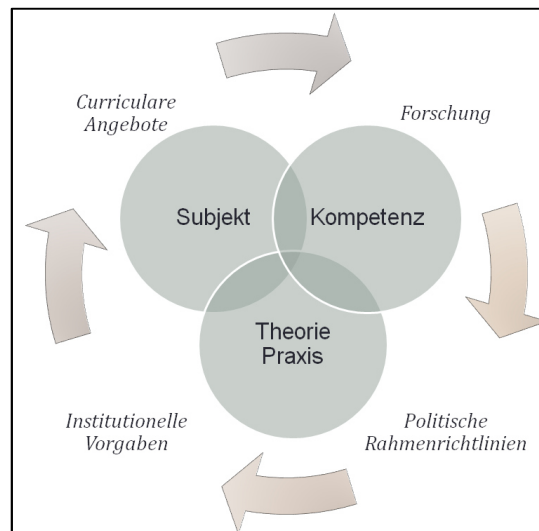 Curriculare
Angebote
Forschung
Subjekt
Kompetenz
Theorie
Praxis
Institutionelle
Vorgaben
Politische
Rahmenrichtlinien